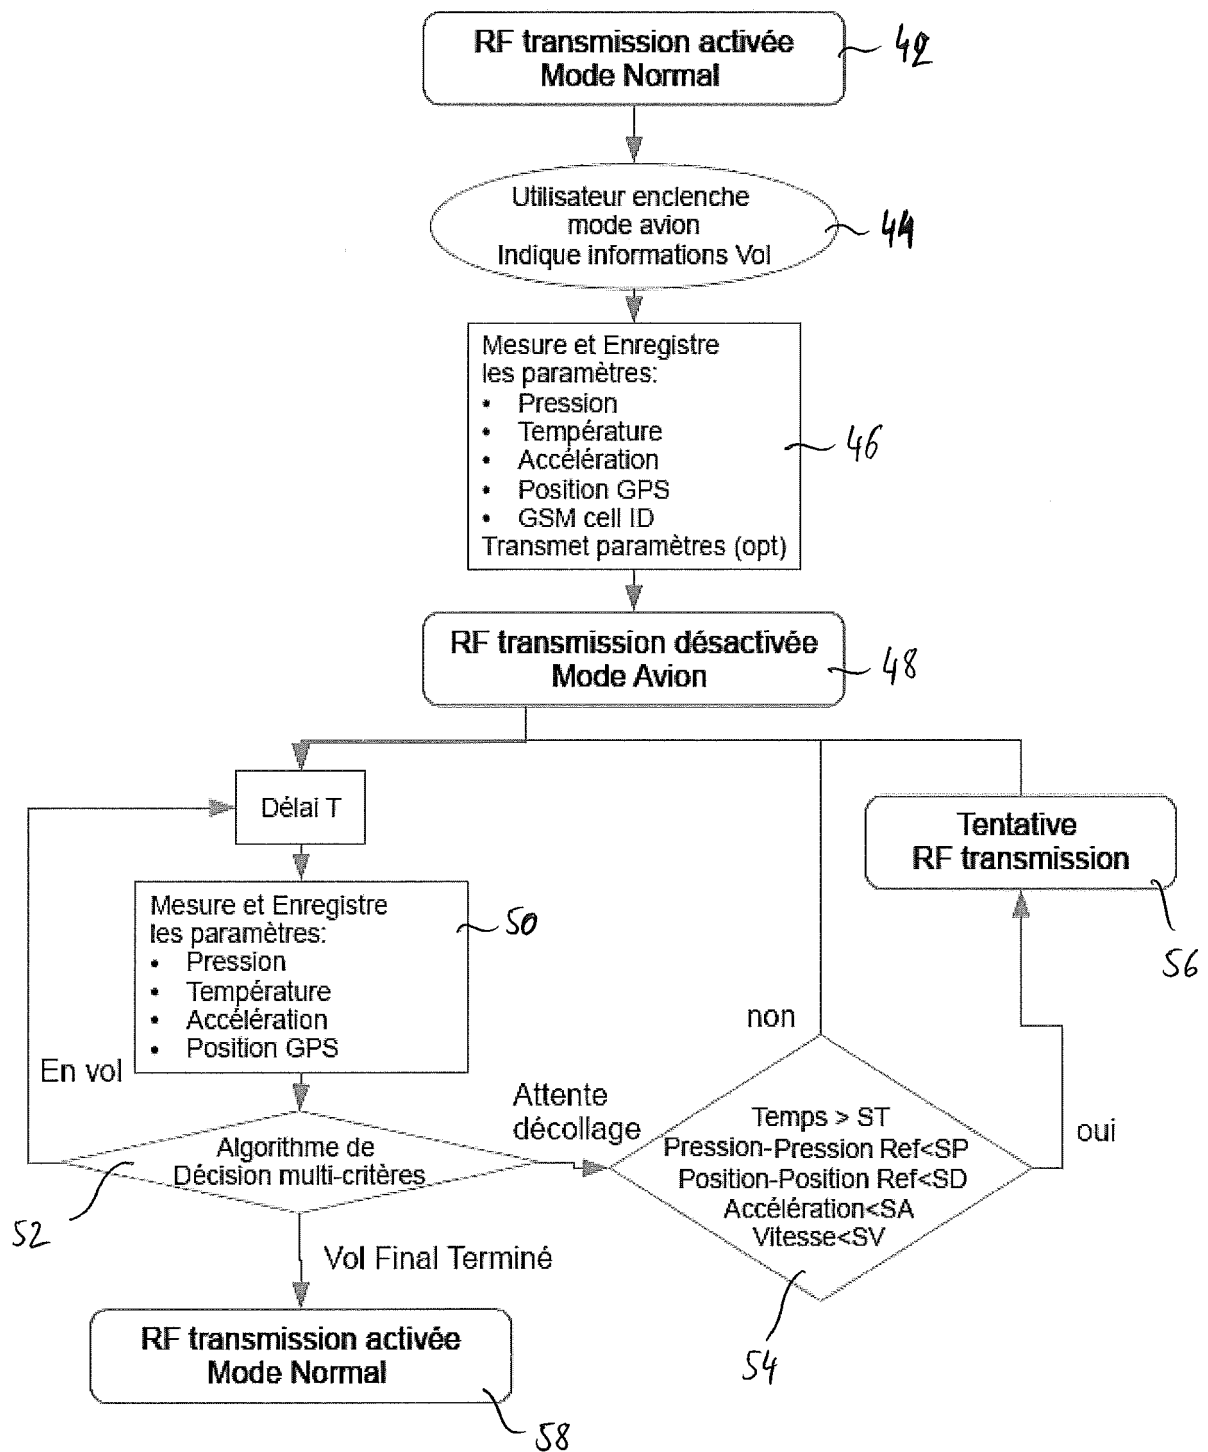 RF transmission activée
Mode Normal
42
Utilisateur enclenche
mode avion
Indique informations Vol
44
Mesure et Enregistre
les paramètres:
• Pression
• Température
• Accélération
• Position GPS
• GSM cell ID
Transmet paramètres (opt)
46
RF transmission désactivée
Mode Avion
48
Délai T
Tentative
RF transmission
56
Mesure et Enregistre
les paramètres:
• Pression
• Température
• Accélération
• Position GPS
50
En vol
Algorithme de
Décision multi-critères
52
Attente
décollage
non
Temps > ST
Pression-Pression Ref<SP
Position-Position Ref<SD
Accélération<SA
Vitesse<SV
oui
54
Vol Final Terminé
RF transmission activée
Mode Normal
58